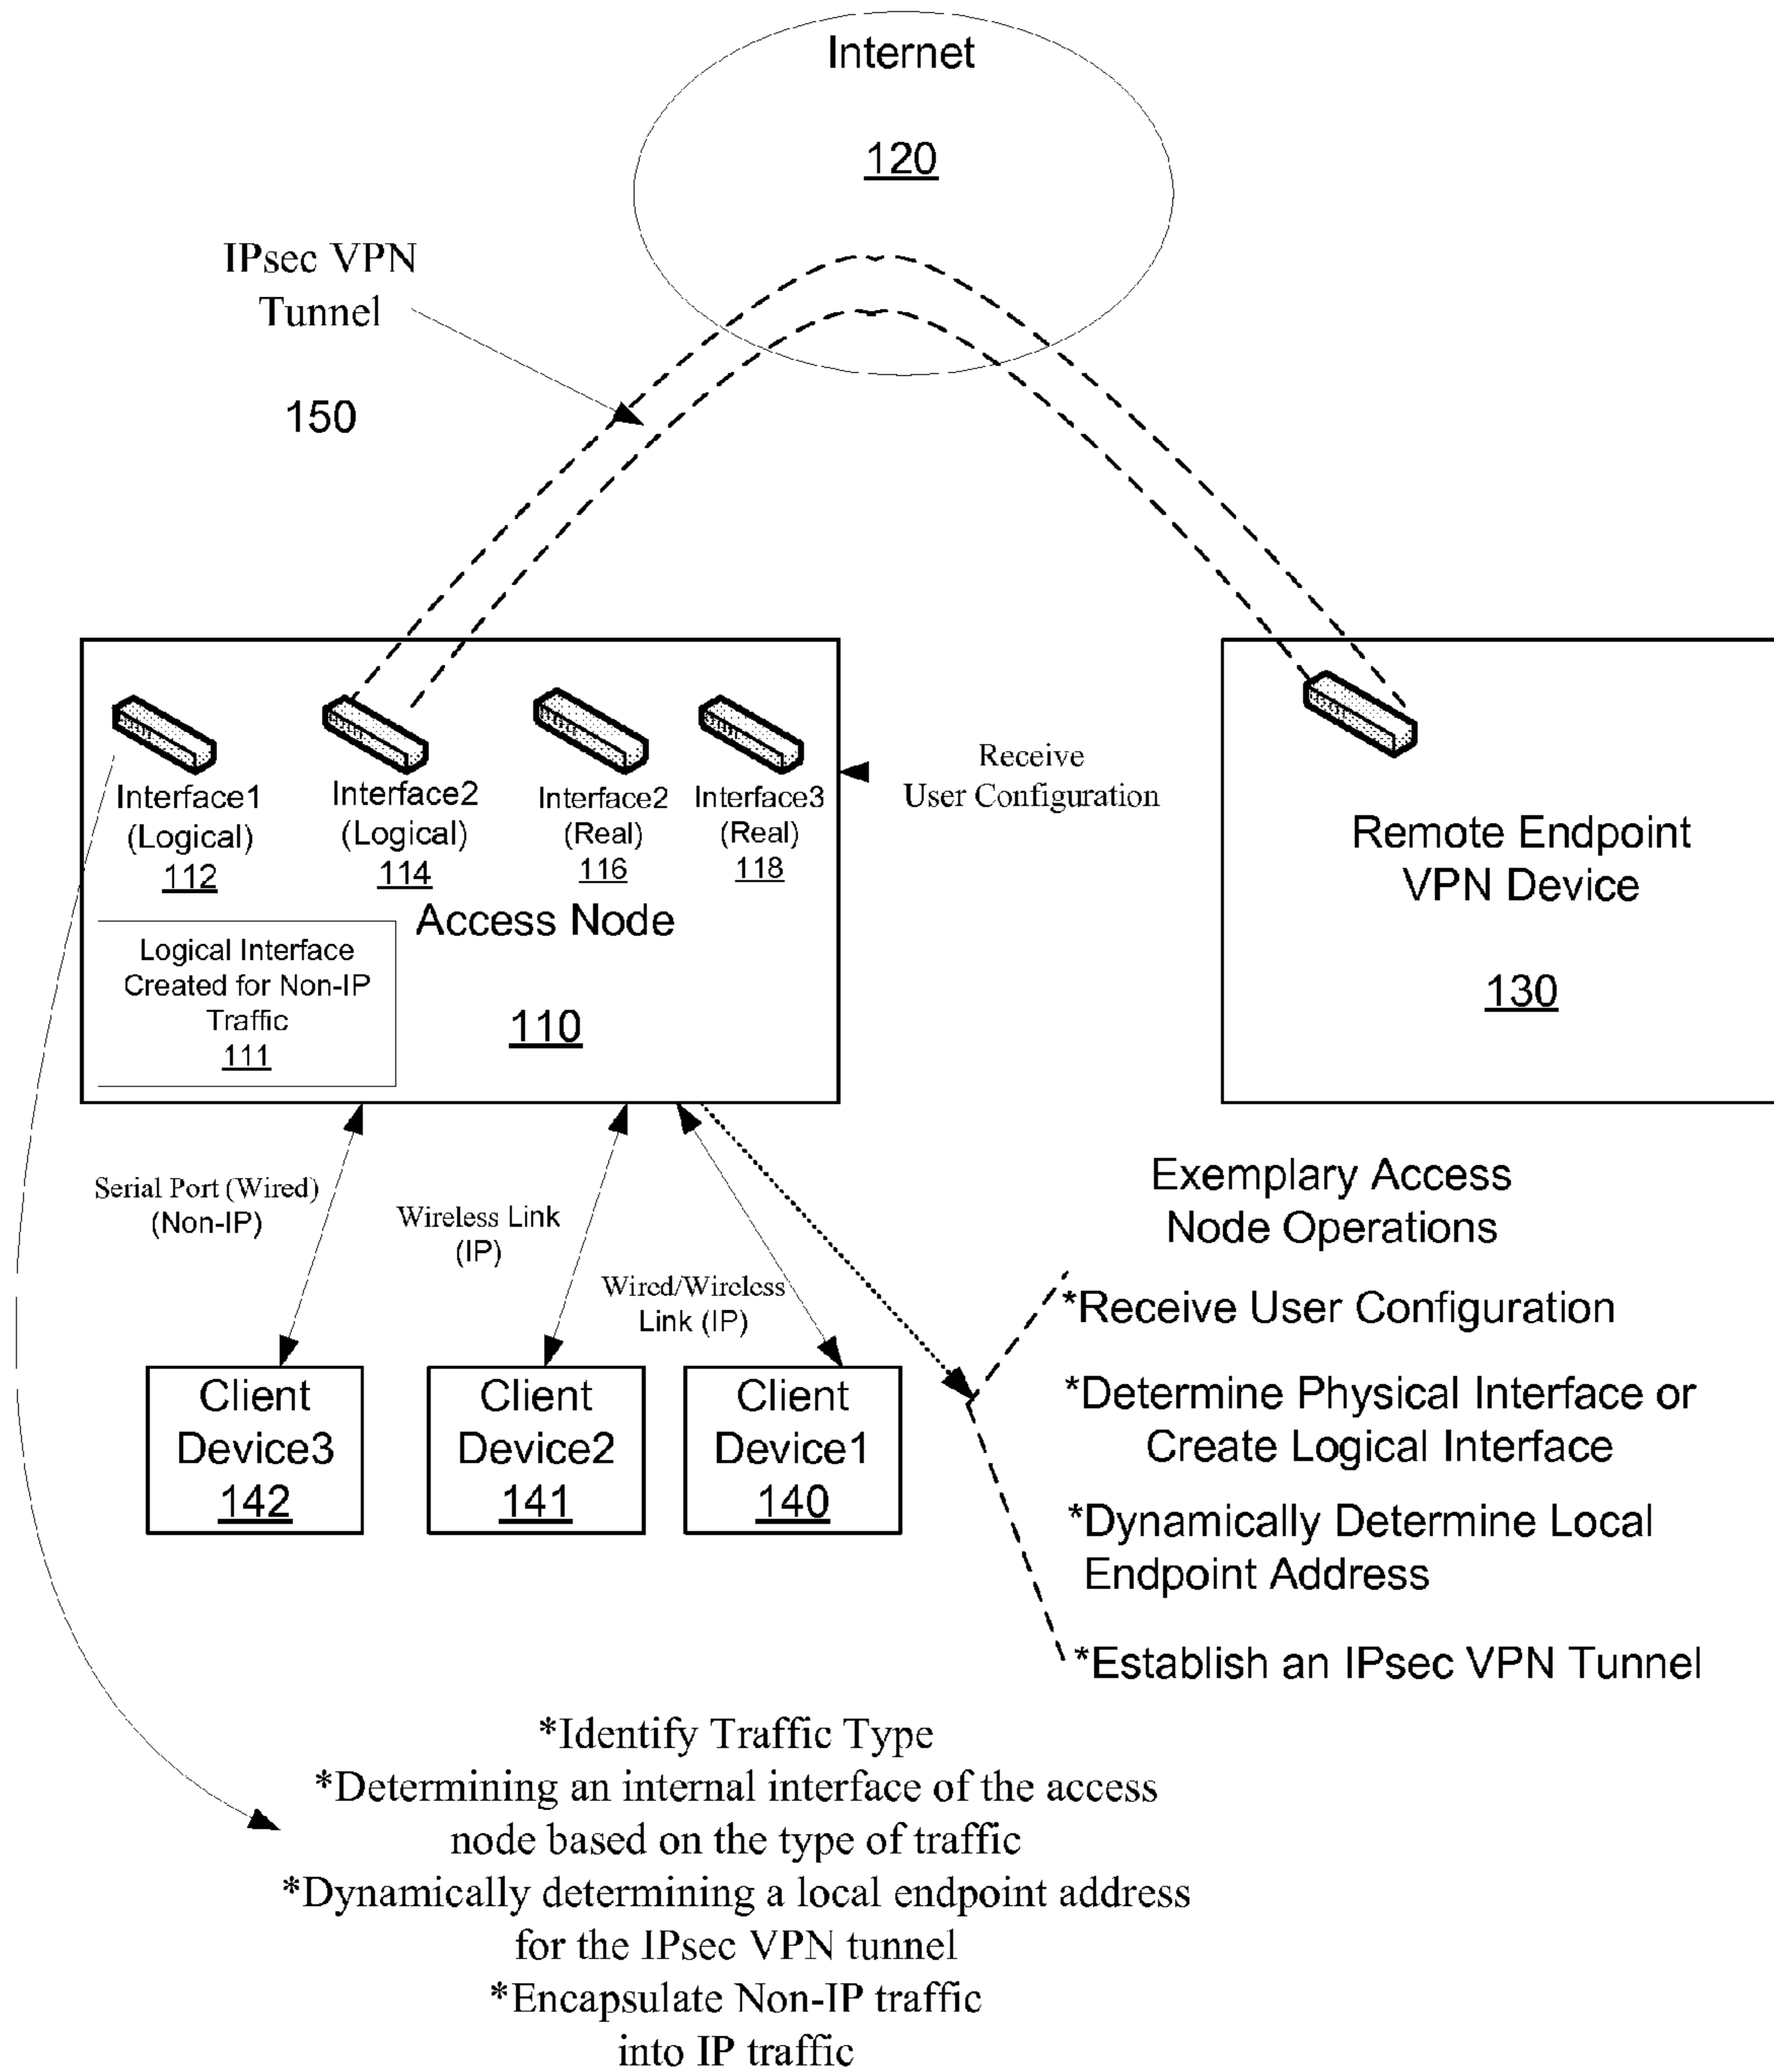 Internet
120
IPsec VPN
Tunnel
150
Interface1
(Logical)
112
Interface2
(Logical)
114
Interface2
(Real)
116
Interface3
(Real)
118
Receive
User Configuration
Access Node
110
Logical Interface
Created for Non-IP
Traffic
111
Remote Endpoint
VPN Device
130
Serial Port (Wired)
(Non-IP)
Wireless Link
(IP)
Wired/Wireless
Link (IP)
Client
Device3
142
Client
Device2
141
Client
Device1
140
Exemplary Access
Node Operations
*Receive User Configuration
*Determine Physical Interface or
Create Logical Interface
*Dynamically Determine Local
Endpoint Address
*Establish an IPsec VPN Tunnel
*Identify Traffic Type
*Determining an internal interface of the access
node based on the type of traffic
*Dynamically determining a local endpoint address
for the IPsec VPN tunnel
*Encapsulate Non-IP traffic
into IP traffic